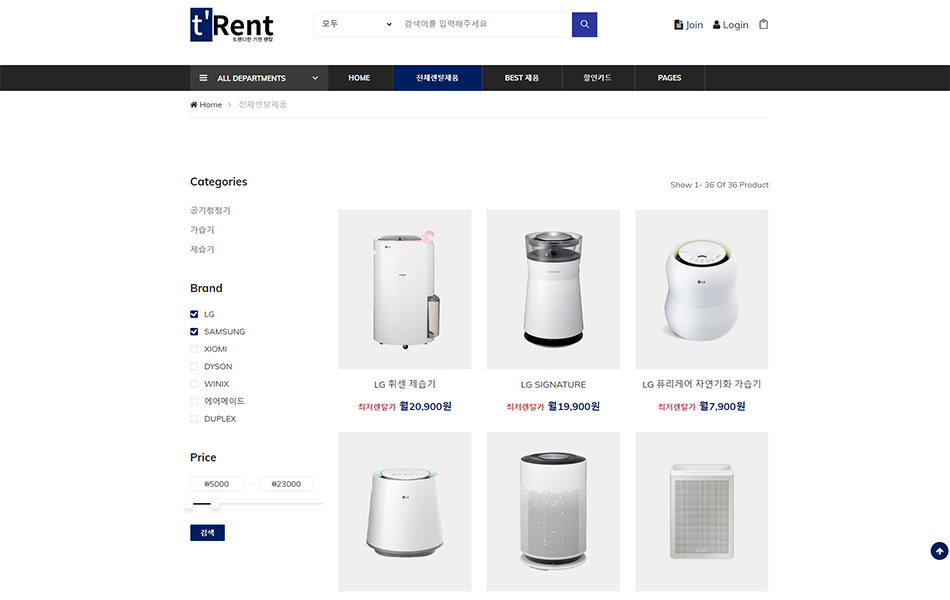 t'Rent
트렌디한 가전 렌탈
모두
검색어를 입력해주세요
Join
Login
ALL DEPARTMENTS
HOME
전체렌탈제품
BEST 제품
할인카드
PAGES
Home > 전체렌탈제품
Categories
공기청정기
가습기
제습기
Brand
LG
SAMSUNG
XIOMI
DYSON
WINIX
에어메이드
DUPLEX
Price
₩5000
₩23000
검색
Show 1- 36 Of 36 Product
LG 휘센 제습기
최저렌탈가 월20,900원
LG SIGNATURE
최저렌탈가 월19,900원
LG 퓨리케어 자연기화 가습기
최저렌탈가 월7,900원